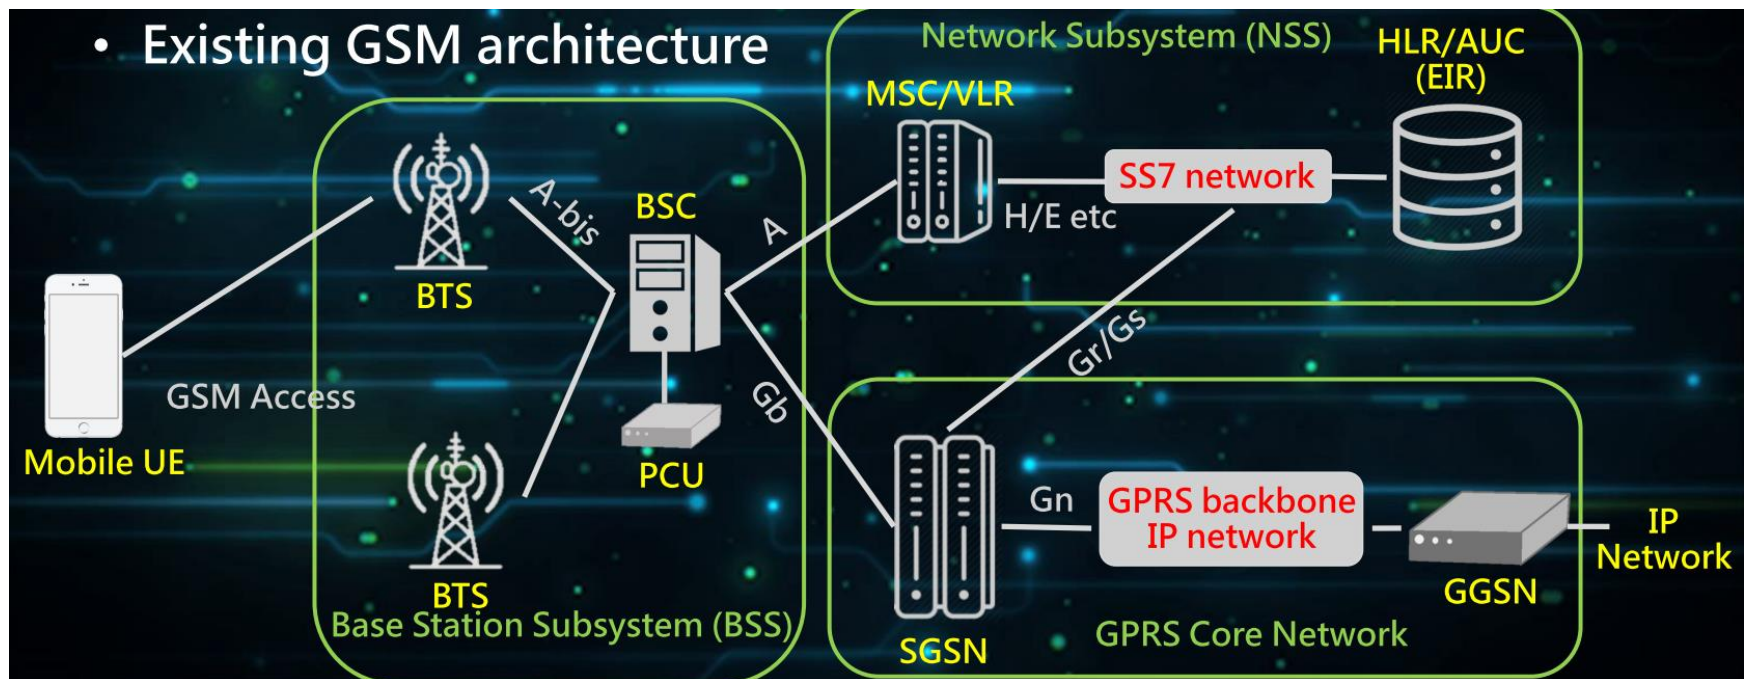 • Existing GSM architecture
Network Subsystem (NSS)
HLR/AUC
(EIR)
MSC/VLR
SS7 network
H/E etc
A-bis
BSC
A
BTS
Gr/Gs
GSM Access
Gb
Mobile UE
PCU
Gn
GPRS backbone
IP network
IP
Network
BTS
GGSN
Base Station Subsystem (BSS)
SGSN
GPRS Core Network